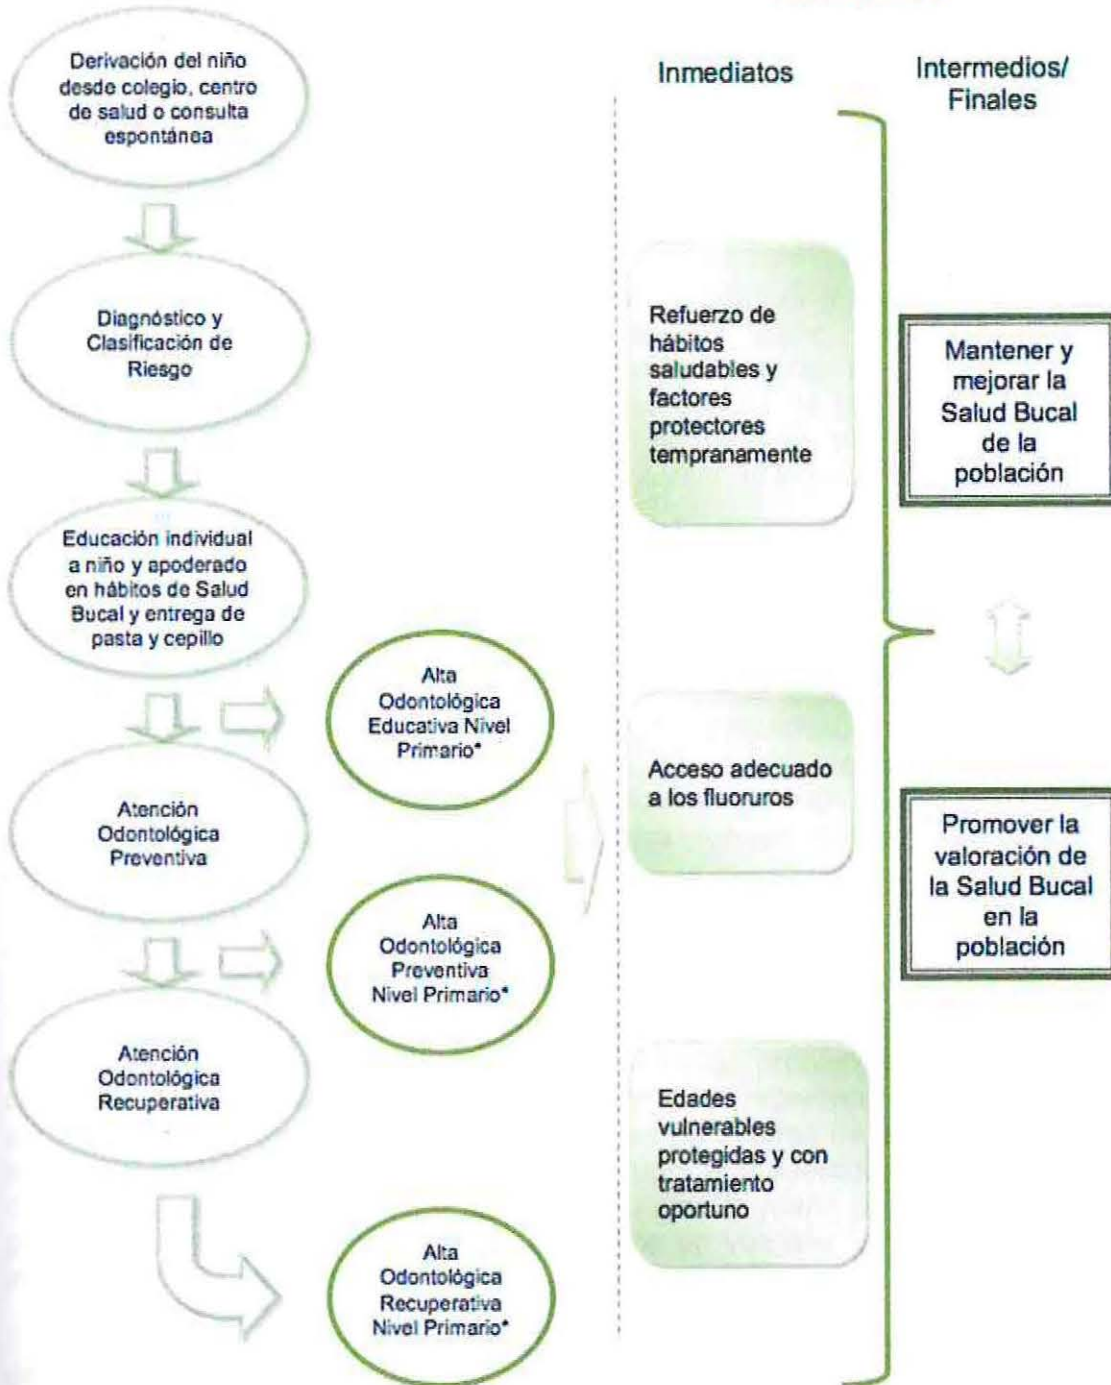 Derivación del niño
desde colegio, centro
de salud o consulta
espontánea
Diagnóstico y
Clasificación de
Riesgo
Educación individual
a niño y apoderado
en hábitos de Salud
Bucal y entrega de
pasta y cepillo
Alta
Odontológica
Educativa Nivel
Primario*
Atención
Odontológica
Preventiva
Alta
Odontológica
Preventiva
Nivel Primario*
Atención
Odontológica
Recuperativa
Alta
Odontológica
Recuperativa
Nivel Primario*
Inmediatos
Refuerzo de
hábitos
saludables y
factores
protectores
tempranamente
Acceso adecuado
a los fluoruros
Edades
vulnerables
protegidas y con
tratamiento
oportuno
Intermedios/
Finales
Mantener y
mejorar la
Salud Bucal
de la
población
Promover la
valoración de
la Salud Bucal
en la
población